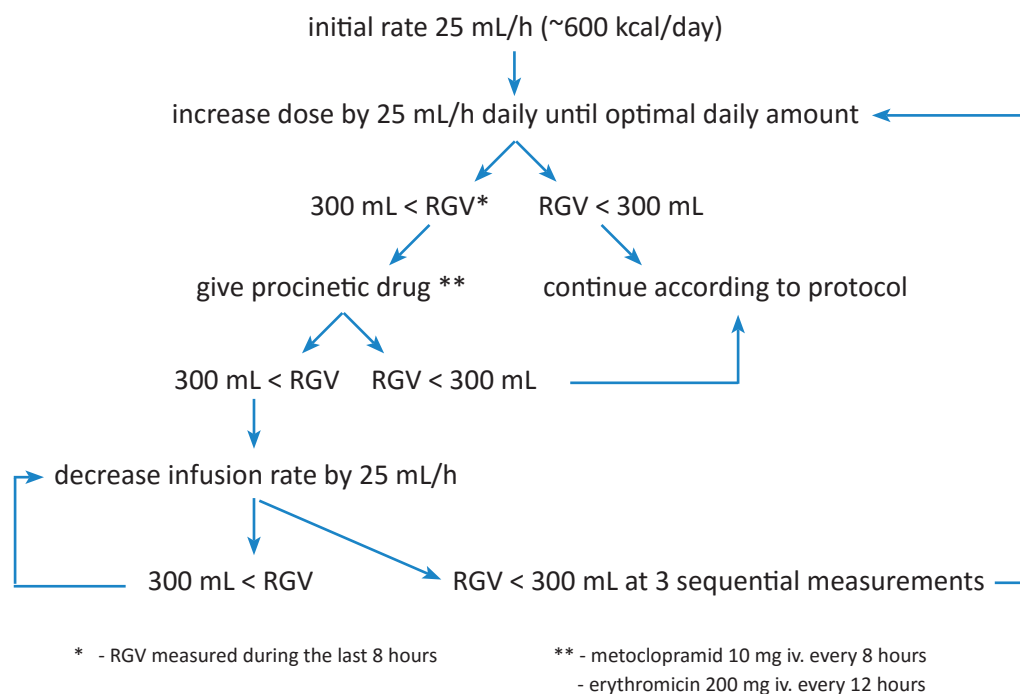 initial rate 25 mL/h (~600 kcal/day)
increase dose by 25 mL/h daily until optimal daily amount
300 mL < RGV* RGV < 300 mL
give procinetic drug ** continue according to protocol
300 mL < RGV RGV < 300 mL
decrease infusion rate by 25 mL/h
300 mL < RGV RGV < 300 mL at 3 sequential measurements
* - RGV measured during the last 8 hours ** - metoclopramid 10 mg iv. every 8 hours
- erythromicin 200 mg iv. every 12 hours